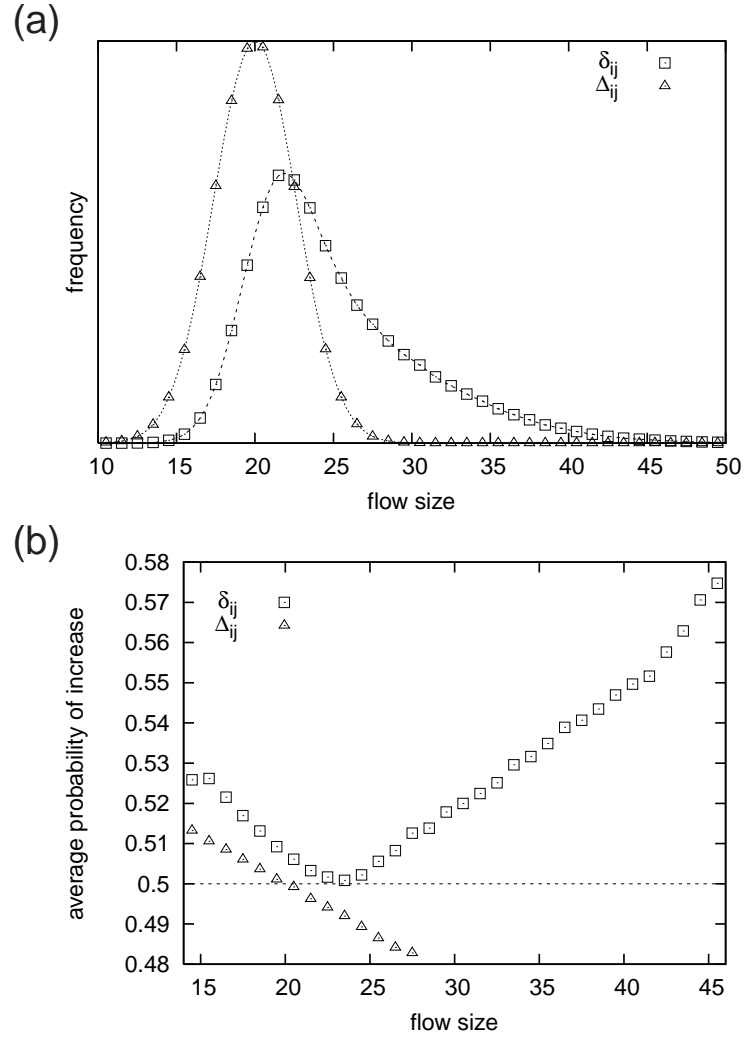 (a)
δij
Δij
frequency
10 15 20 25 30 35 40 45 50
flow size
(b)
0.58
0.57
0.56
0.55
0.54
0.53
0.52
0.51
0.5
0.49
0.48
average probability of increase
δij
Δij
15 20 25 30 35 40 45
flow size